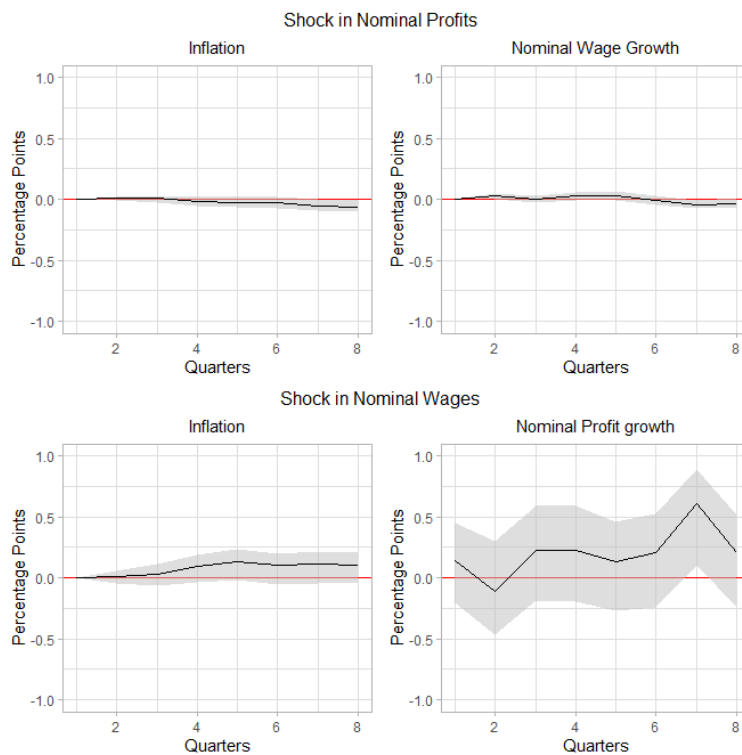 Shock in Nominal Profits
Inflation
Nominal Wage Growth
Percentage Points
1.0
0.5
0.0
-0.5
-1.0
2
4
6
8
Quarters
Percentage Points
1.0
0.5
0.0
-0.5
-1.0
2
4
6
8
Quarters
Shock in Nominal Wages
Inflation
Nominal Profit growth
Percentage Points
1.0
0.5
0.0
-0.5
-1.0
2
4
6
8
Quarters
Percentage Points
1.0
0.5
0.0
-0.5
-1.0
2
4
6
8
Quarters